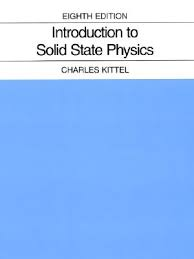 EIGHTH EDITION
Introduction to
Solid State Physics
CHARLES KITTEL